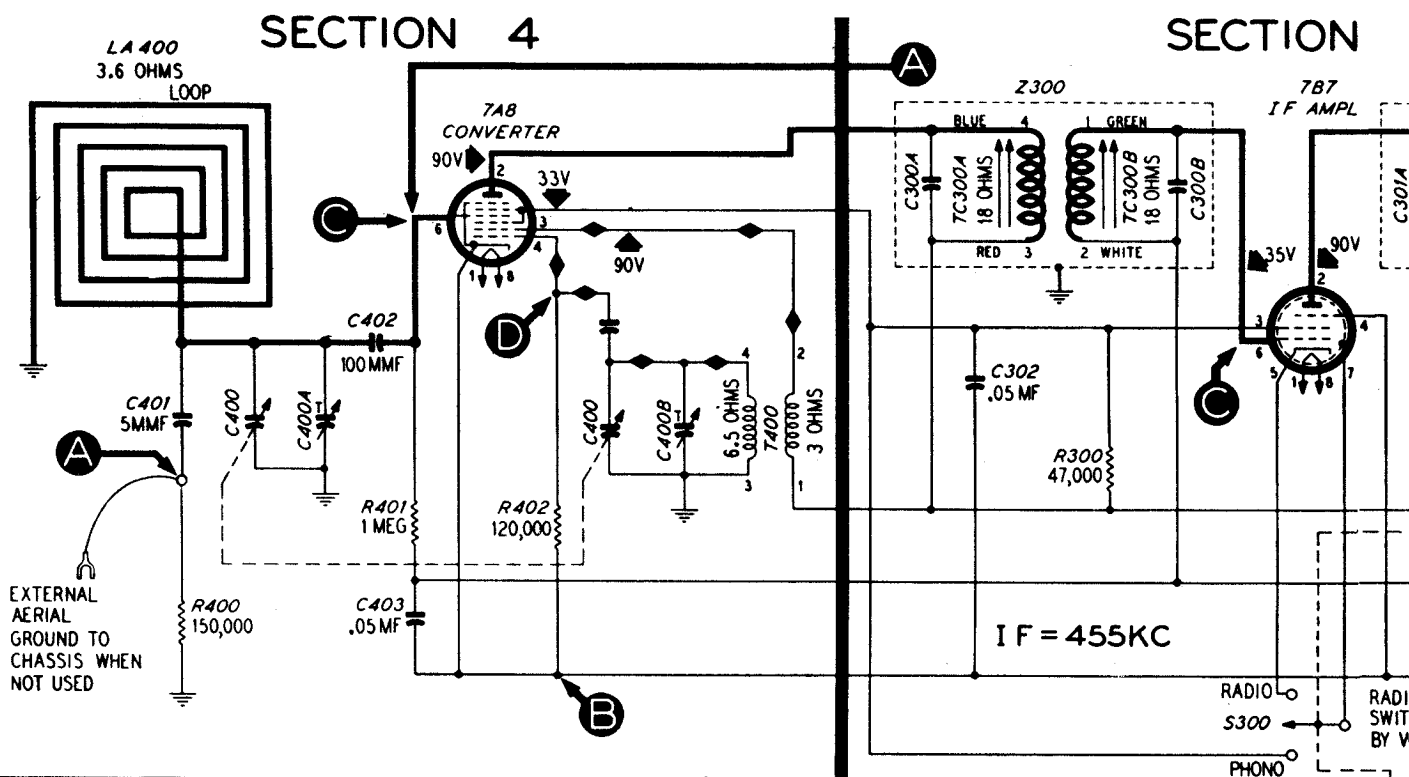 SECTION 4
SECTION
LA400
3.6 OHMS
LOOP
A
7A8
CONVERTER
90V
2
33V
C
6
3
4
90V
1
8
C402
100 MMF
D
C401
5MMF
C400
C400A
T
A
C400
C400B
T
4
6.5 OHMS
3
T400
2
3 OHMS
1
R401
1 MEG
R402
120,000
EXTERNAL
AERIAL
GROUND TO
CHASSIS WHEN
NOT USED
R400
150,000
C403
.05 MF
B
Z300
BLUE
4
1
GREEN
C300A
TC300A
18 OHMS
TC300B
18 OHMS
C300B
RED
3
2
WHITE
7B7
IF AMPL
C301A
35V
90V
2
3
6
4
5
1
8
7
C
C302
.05 MF
R300
47,000
IF = 455KC
RADIO
S300
PHONO
RADI
SWIT
BY W